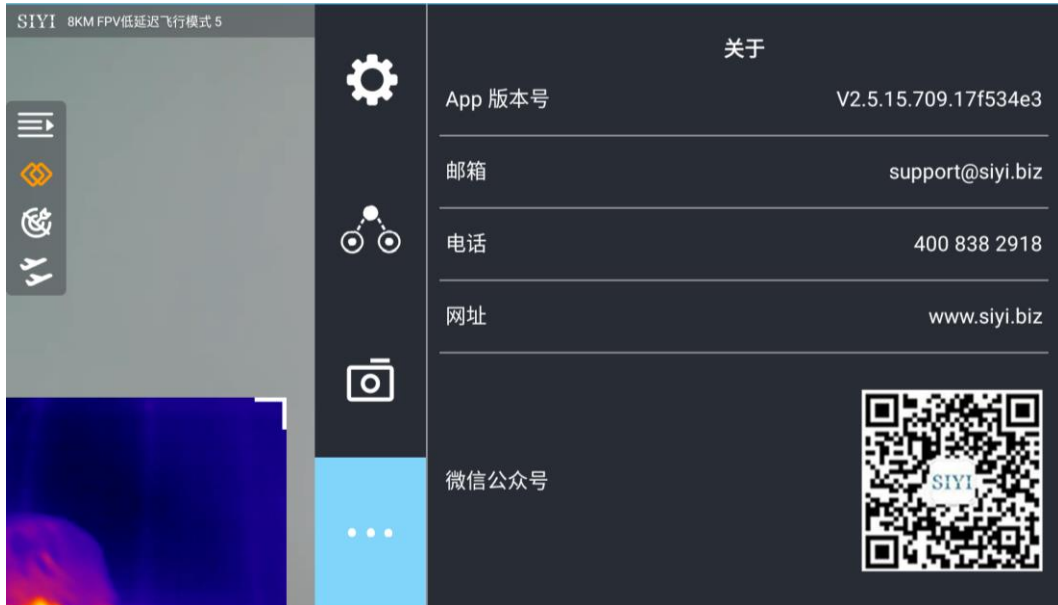 SIYI 8KM FPV低延迟飞行模式 5
关于
App 版本号 V2.5.15.709.17f534e3
邮箱 support@siyi.biz
电话 400 838 2918
网址 www.siyi.biz
微信公众号
SIYI